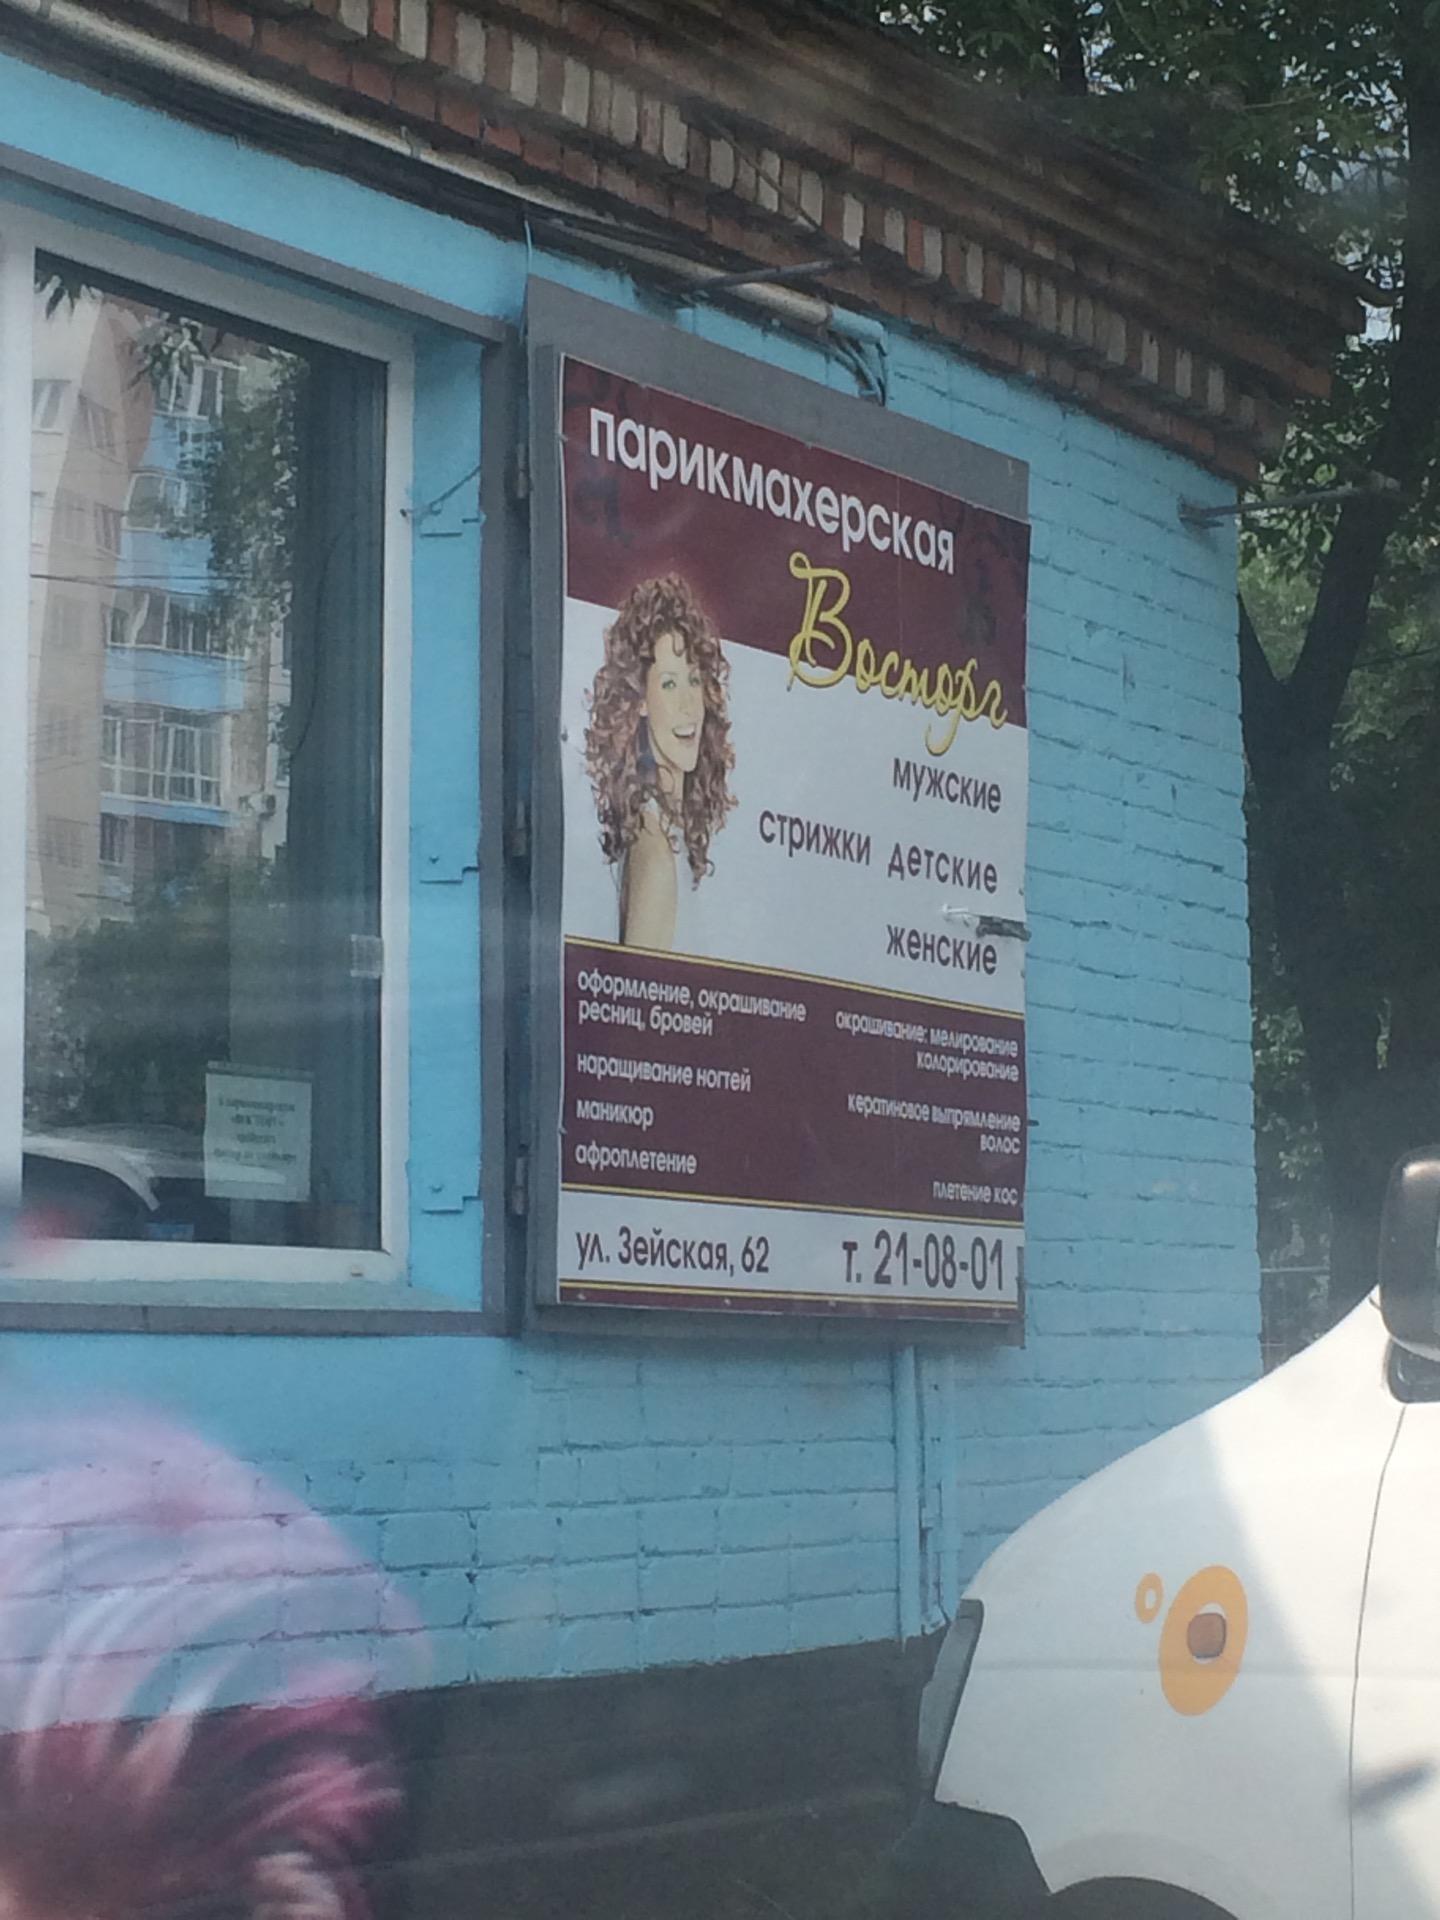 парикмахерская
Восторг
мужские
стрижки детские
женские
оформление, окрашивание
ресниц, бровей
наращивание ногтей
маникюр
афроплетение
окрашивание: мелирование
колорирование
кератиновое выпрямление
волос
плетение кос
ул. Зейская, 62
т. 21-08-01